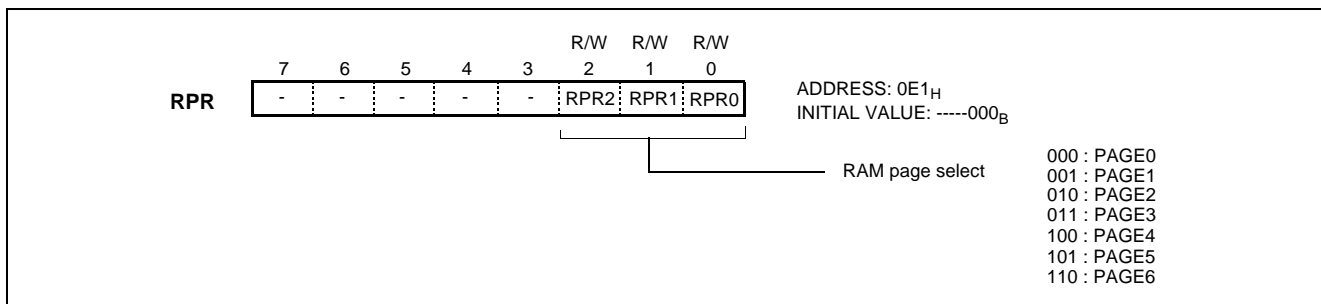 R/W R/W R/W
7 6 5 4 3 2 1 0
RPR - - - - - RPR2 RPR1 RPR0
ADDRESS: 0E1H
INITIAL VALUE: -----000B
RAM page select
000 : PAGE0
001 : PAGE1
010 : PAGE2
011 : PAGE3
100 : PAGE4
101 : PAGE5
110 : PAGE6